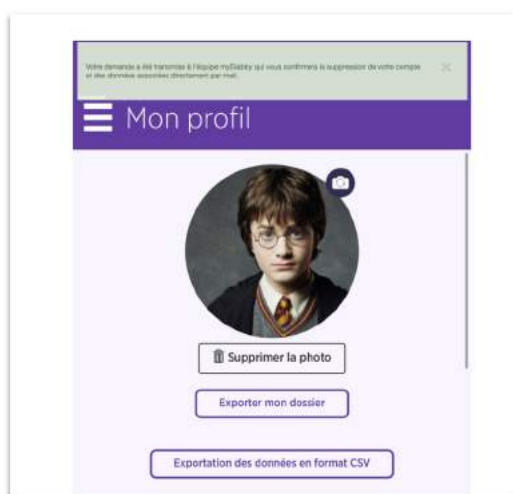 Votre demande a été transmise à l'équipe myDiabby qui vous confirmera la suppression de votre compte
et des données associées directement par mail.
Mon profil
Supprimer la photo
Exporter mon dossier
Exportation des données en format CSV